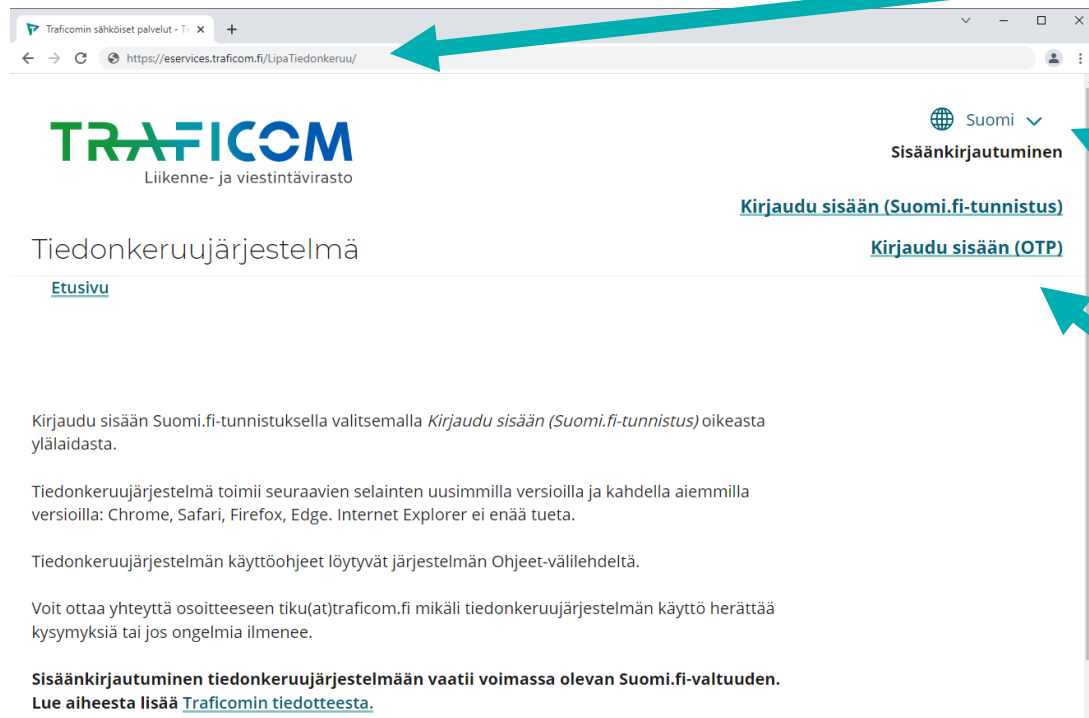 Traficomin sähköiset palvelut - T
https://eservices.traficom.fi/LipaTiedonkeruu/
TRAFICOM
Liikenne- ja viestintävirasto
Suomi
Sisäänkirjautuminen
Kirjaudu sisään (Suomi.fi-tunnistus)
Tiedonkeruujärjestelmä
Kirjaudu sisään (OTP)
Etusivu
Kirjaudu sisään Suomi.fi-tunnistuksella valitsemalla Kirjaudu sisään (Suomi.fi-tunnistus) oikeasta
ylälaidasta.
Tiedonkeruujärjestelmä toimii seuraavien selainten uusimmilla versioilla ja kahdella aiemmilla
versioilla: Chrome, Safari, Firefox, Edge. Internet Explorer ei enää tueta.
Tiedonkeruujärjestelmän käyttöohjeet löytyvät järjestelmän Ohjeet-välilehdeltä.
Voit ottaa yhteyttä osoitteeseen tiku(at)traficom.fi mikäli tiedonkeruujärjestelmän käyttö herättää
kysymyksiä tai jos ongelmia ilmenee.
Sisäänkirjautuminen tiedonkeruujärjestelmään vaatii voimassa olevan Suomi.fi-valtuuden.
Lue aiheesta lisää Traficomin tiedotteesta.